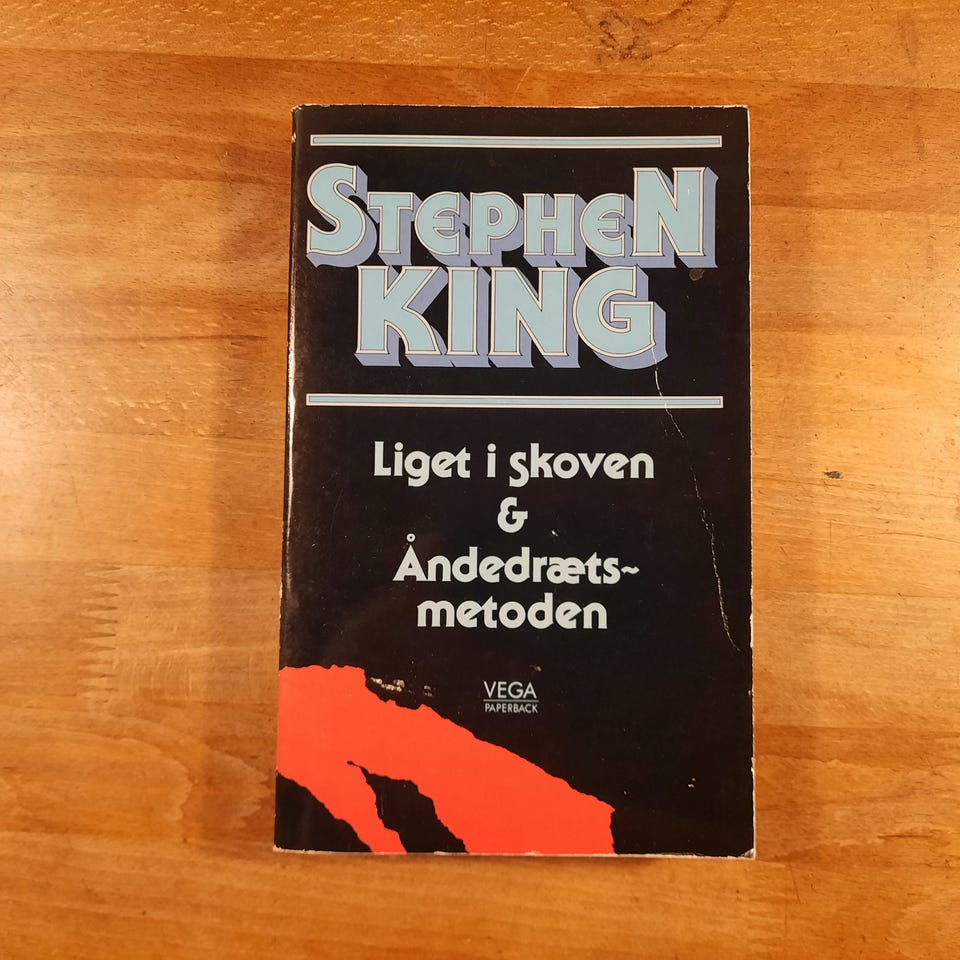 STEPHEN
KING
Liget i skoven
&
Åndedræts~
metoden
VEGA
PAPERBACK